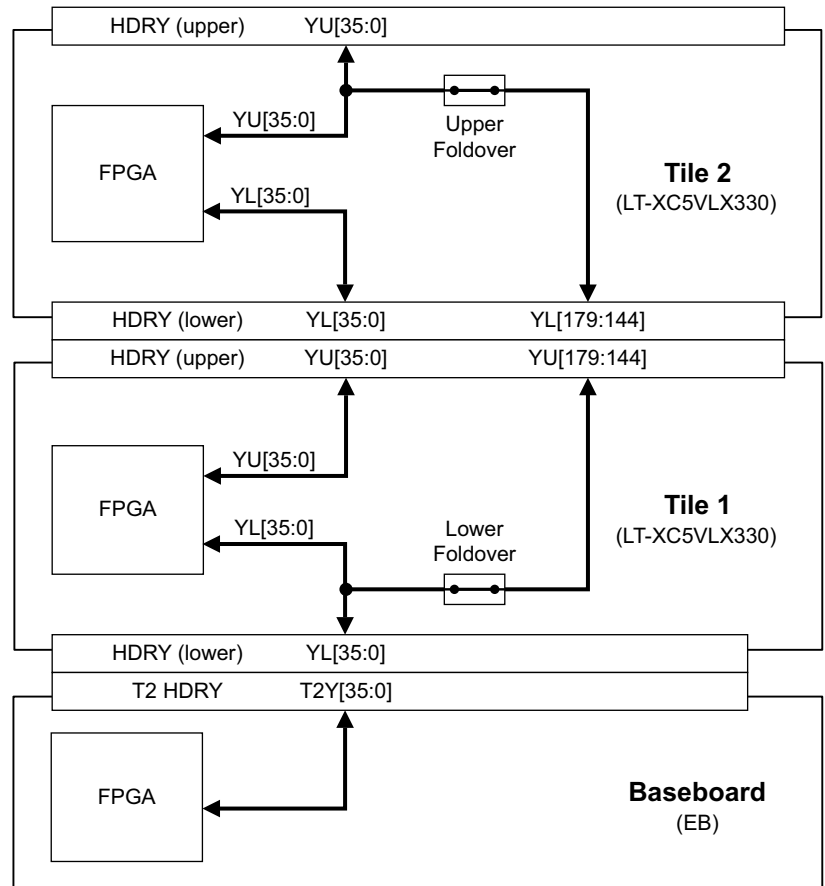 HDRY (upper) YU[35:0]
YU[35:0]
Upper
Foldover
FPGA
Tile 2
(LT-XC5VLX330)
YL[35:0]
HDRY (lower) YL[35:0] YL[179:144]
HDRY (upper) YU[35:0] YU[179:144]
YU[35:0]
FPGA
Tile 1
(LT-XC5VLX330)
YL[35:0]
Lower
Foldover
HDRY (lower) YL[35:0]
T2 HDRY T2Y[35:0]
FPGA
Baseboard
(EB)